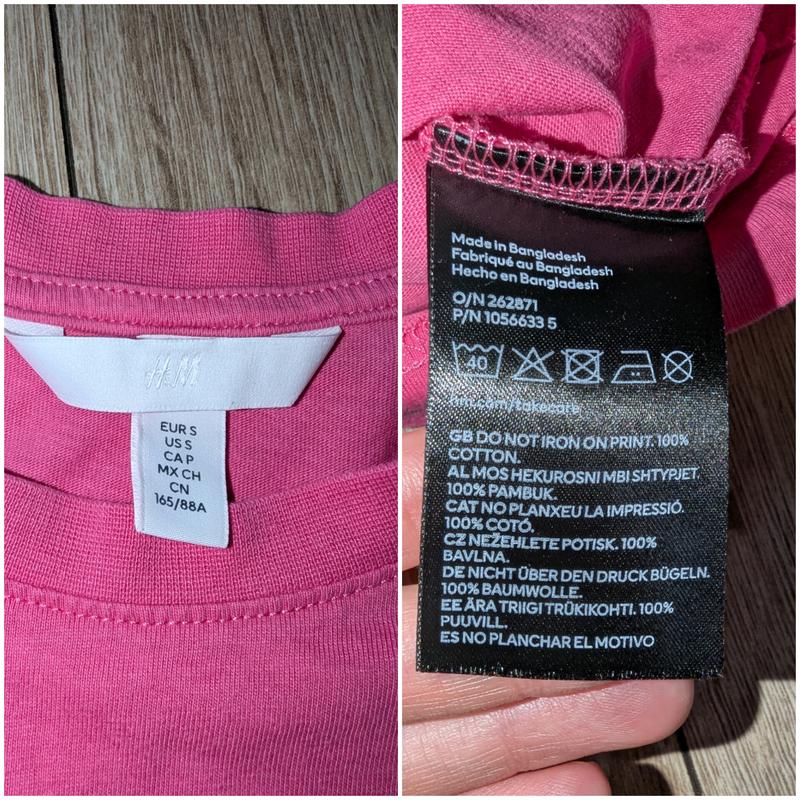 H&M
EUR S
US S
CA P
MX CH
CN
165/88A
Made in Bangladesh
Fabriqué au Bangladesh
Hecho en Bangladesh
O/N 262871
P/N 1056633 5
40
hm.com/takecare
GB DO NOT IRON ON PRINT. 100%
COTTON.
AL MOS HEKUROSNI MBI SHTYPJET.
100% PAMBUK.
CAT NO PLANXEU LA IMPRESSIÓ.
100% COTÓ.
CZ NEŽEHLETE POTISK. 100%
BAVLNA.
DE NICHT ÜBER DEN DRUCK BÜGELN.
100% BAUMWOLLE.
EE ÄRA TRIIGI TRÜKIKOHTI. 100%
PUUVILL.
ES NO PLANCHAR EL MOTIVO